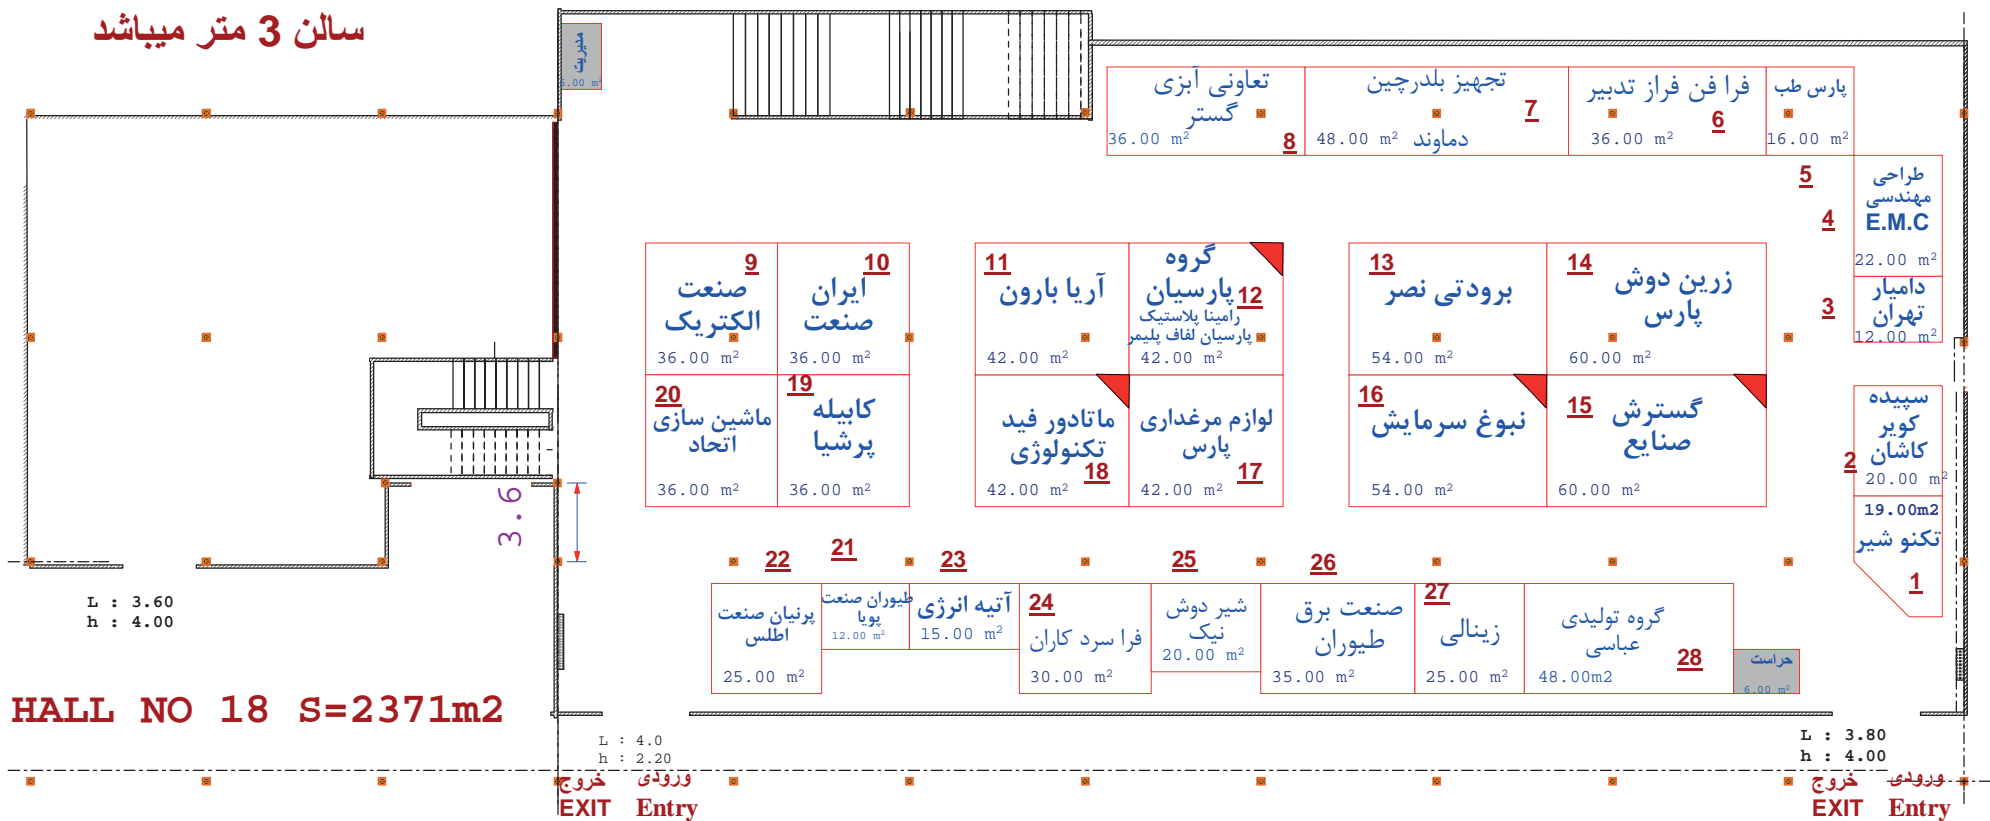 سالن 3 متر میباشد
مدیریت
6.00 m²
تعاونی آبزی
گستر
36.00 m²
8
تجهیز بلدرچین
7
دماوند
48.00 m²
فرا فن فراز تدبیر
6
36.00 m²
پارس طب
16.00 m²
5
طراحی
مهندسی
E.M.C
4
22.00 m²
دامیار
تهران
3
12.00 m²
9
صنعت
الکتریک
36.00 m²
10
ایران
صنعت
36.00 m²
11
آریا بارون
42.00 m²
گروه
پارسیان
12
رامینا پلاستیک
پارسیان لفاف پلیمر
42.00 m²
13
برودتی نصر
54.00 m²
14
زرین دوش
پارس
60.00 m²
20
ماشین سازی
اتحاد
36.00 m²
19
کابیله
پرشیا
36.00 m²
ماتادور فید
تکنولوژی
18
42.00 m²
لوازم مرغداری
پارس
17
42.00 m²
16
نبوغ سرمایش
54.00 m²
15
گسترش
صنایع
60.00 m²
سپیده
کویر
کاشان
2
20.00 m²
19.00m2
تکنو شیر
1
3.6
22
پرنیان صنعت
اطلس
25.00 m²
21
طیوران صنعت
پویا
12.00 m²
23
آتیه انرژی
15.00 m²
24
فرا سرد کاران
30.00 m²
25
شیر دوش
نیک
20.00 m²
26
صنعت برق
طیوران
35.00 m²
27
زینالی
25.00 m²
گروه تولیدی
عباسی
28
48.00m2
حراست
6.00 m²
L : 3.60
h : 4.00
HALL NO 18 S=2371m2
L : 4.0
h : 2.20
L : 3.80
h : 4.00
ورودی خروج
EXIT Entry
ورودی خروج
EXIT Entry